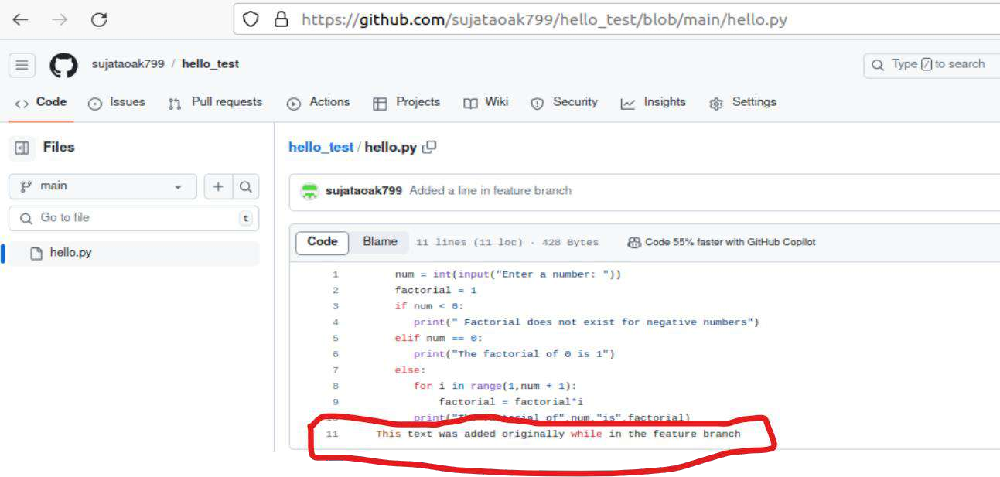 https://github.com/sujataoak799/hello_test/blob/main/hello.py
sujataoak799 / hello_test
Type / to search
<> Code Issues Pull requests Actions Projects Wiki Security Insights Settings
Files
hello_test / hello.py
main
sujataoak799 Added a line in feature branch
Go to file t
Code Blame 11 lines (11 loc) · 428 Bytes Code 55% faster with GitHub Copilot
hello.py
1 num = int(input("Enter a number: "))
2 factorial = 1
3 if num < 0:
4 print(" Factorial does not exist for negative numbers")
5 elif num == 0:
6 print("The factorial of 0 is 1")
7 else:
8 for i in range(1,num + 1):
9 factorial = factorial*i
10 print("The factorial of",num,"is",factorial)
11 This text was added originally while in the feature branch